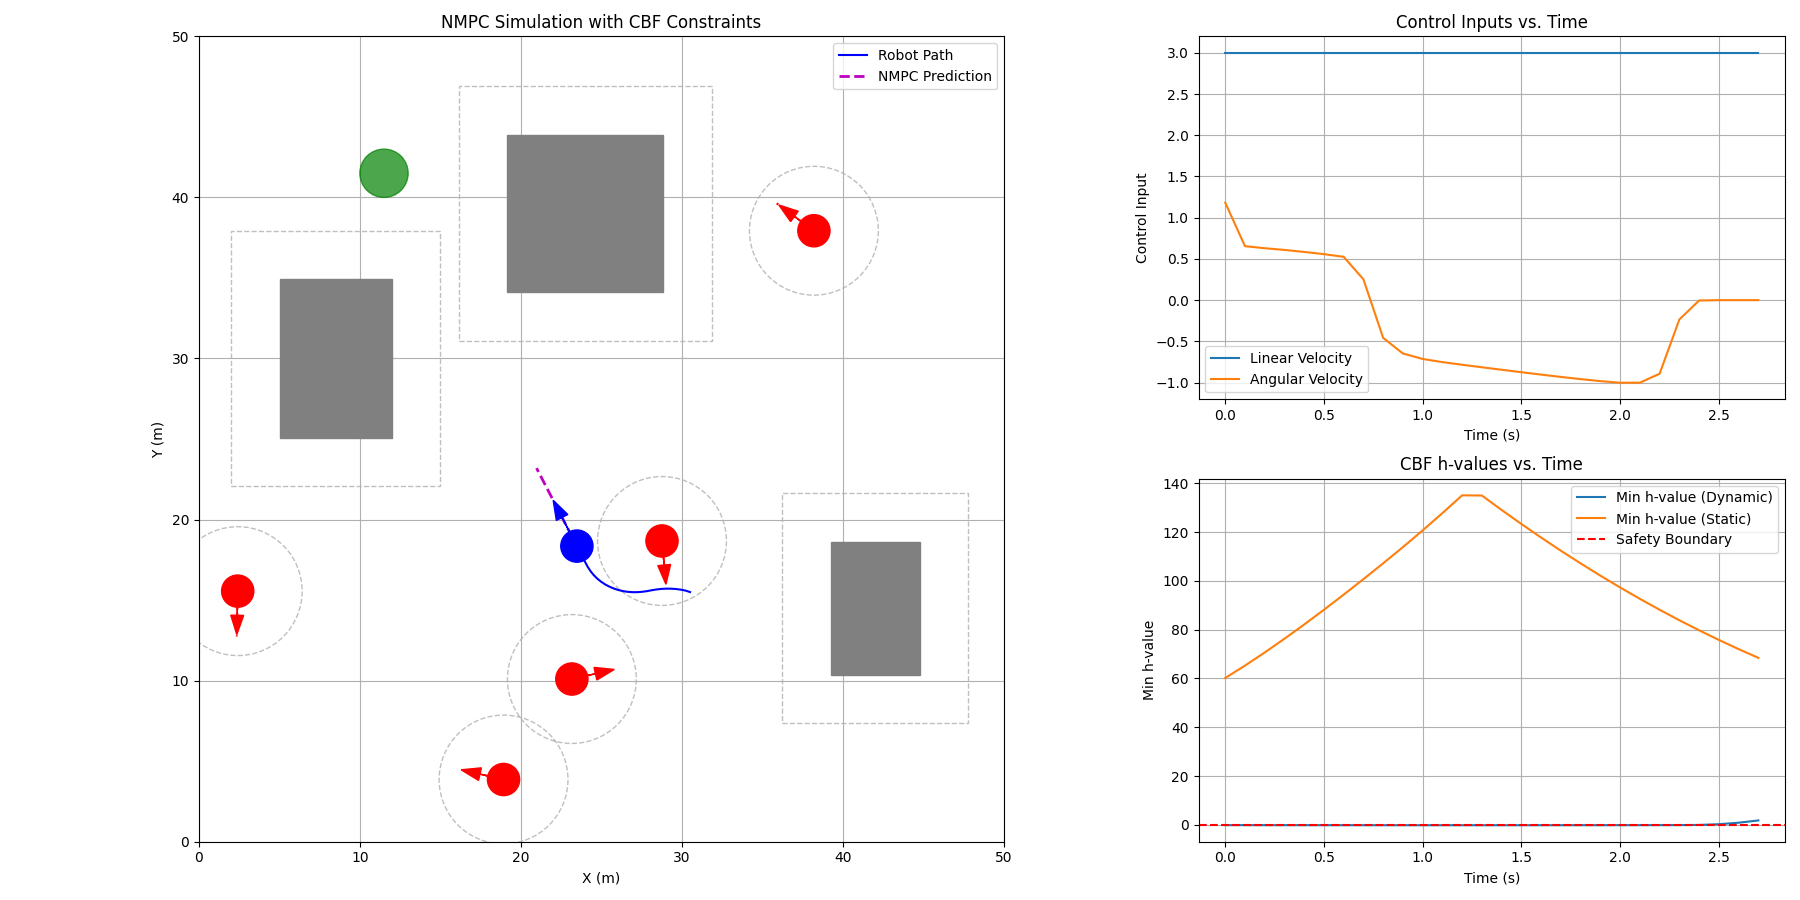 NMPC Simulation with CBF Constraints
50
40
30
20
10
0
Y (m)
0 10 20 30 40 50
X (m)
Robot Path
NMPC Prediction
Control Inputs vs. Time
3.0
2.5
2.0
1.5
1.0
0.5
0.0
−0.5
−1.0
Control Input
Linear Velocity
Angular Velocity
0.0 0.5 1.0 1.5 2.0 2.5
Time (s)
CBF h-values vs. Time
140
120
100
80
60
40
20
0
Min h-value
Min h-value (Dynamic)
Min h-value (Static)
Safety Boundary
0.0 0.5 1.0 1.5 2.0 2.5
Time (s)